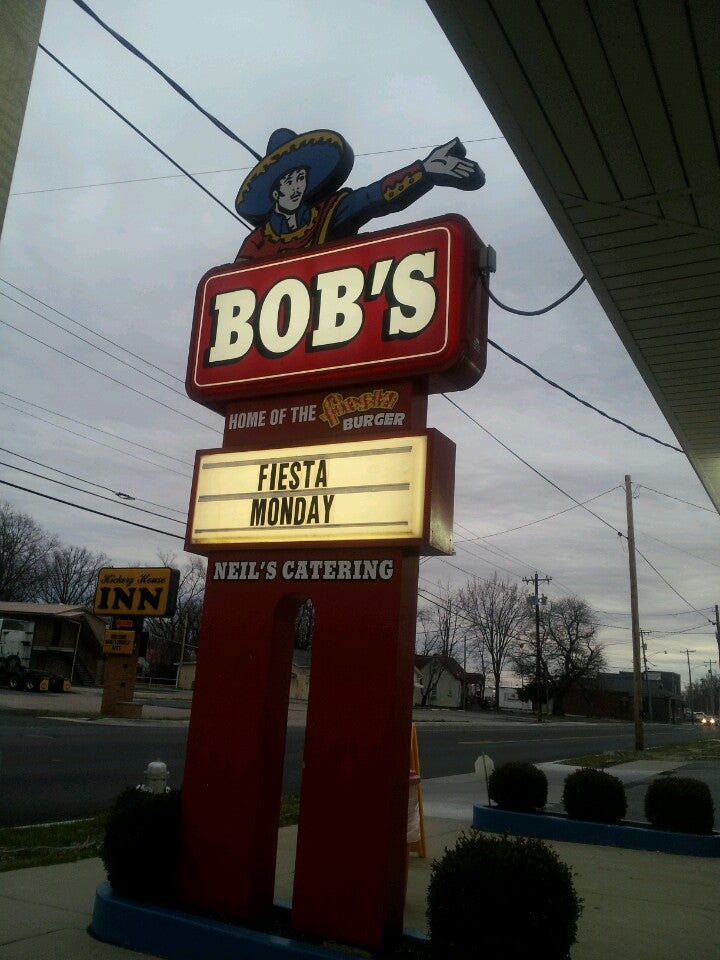 BOB'S
HOME OF THE fiesta BURGER
FIESTA
MONDAY
NEIL'S CATERING
Hickory House
INN